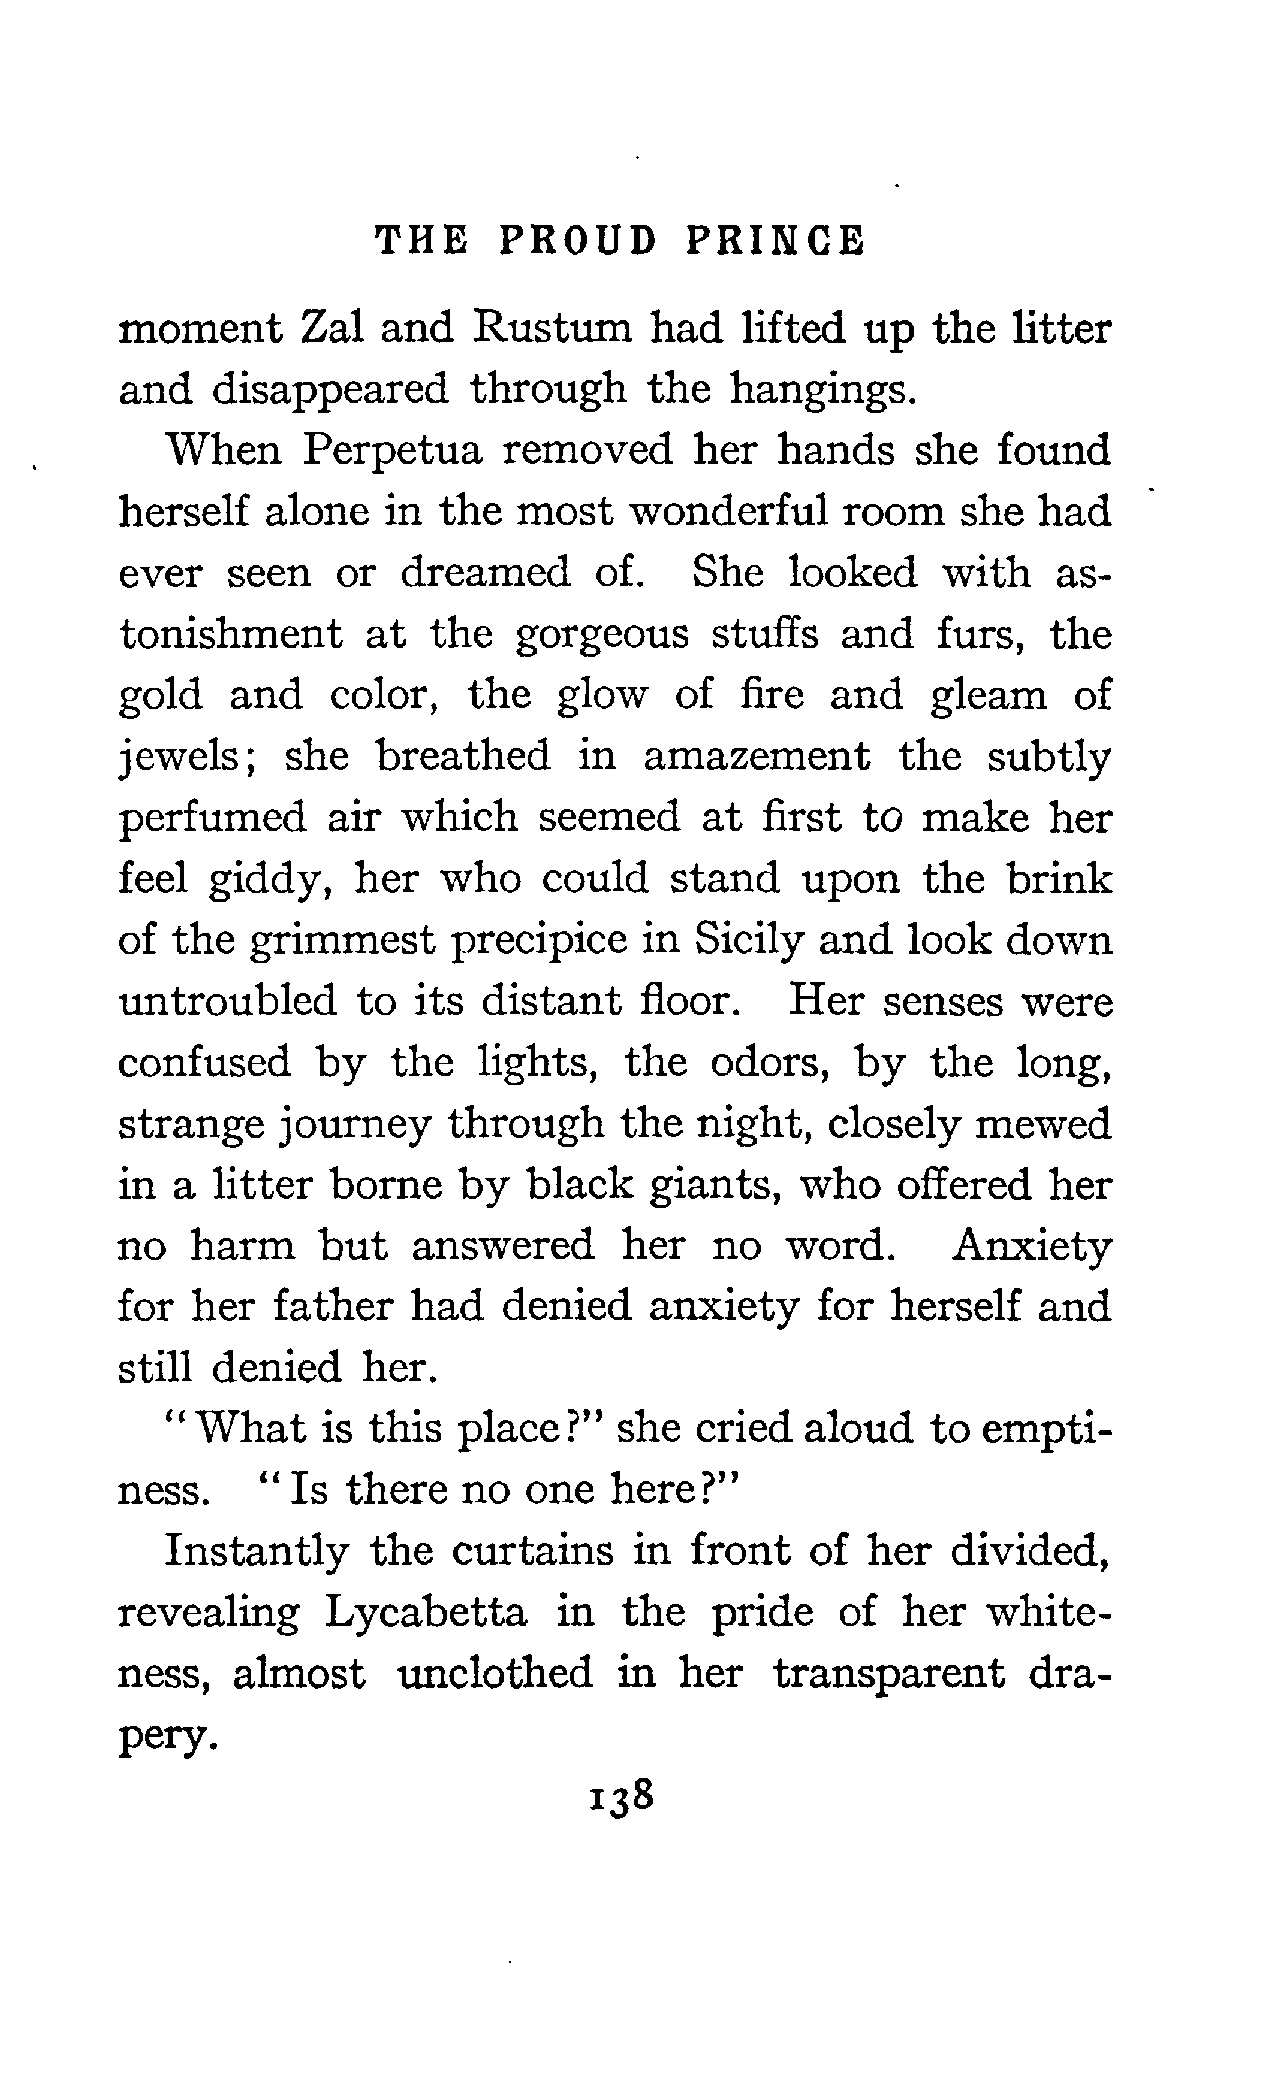 THE PROUD PRINCE
moment Zal and Rustum had lifted up the litter
and disappeared through the hangings.
When Perpetua removed her hands she found
herself alone in the most wonderful room she had
ever seen or dreamed of. She looked with as-
tonishment at the gorgeous stuffs and furs, the
gold and color, the glow of fire and gleam of
jewels; she breathed in amazement the subtly
perfumed air which seemed at first to make her
feel giddy, her who could stand upon the brink
of the grimmest precipice in Sicily and look down
untroubled to its distant floor. Her senses were
confused by the lights, the odors, by the long,
strange journey through the night, closely mewed
in a litter borne by black giants, who offered her
no harm but answered her no word. Anxiety
for her father had denied anxiety for herself and
still denied her.
"What is this place?" she cried aloud to empti-
ness. "Is there no one here?"
Instantly the curtains in front of her divided,
revealing Lycabetta in the pride of her white-
ness, almost unclothed in her transparent dra-
pery.
138